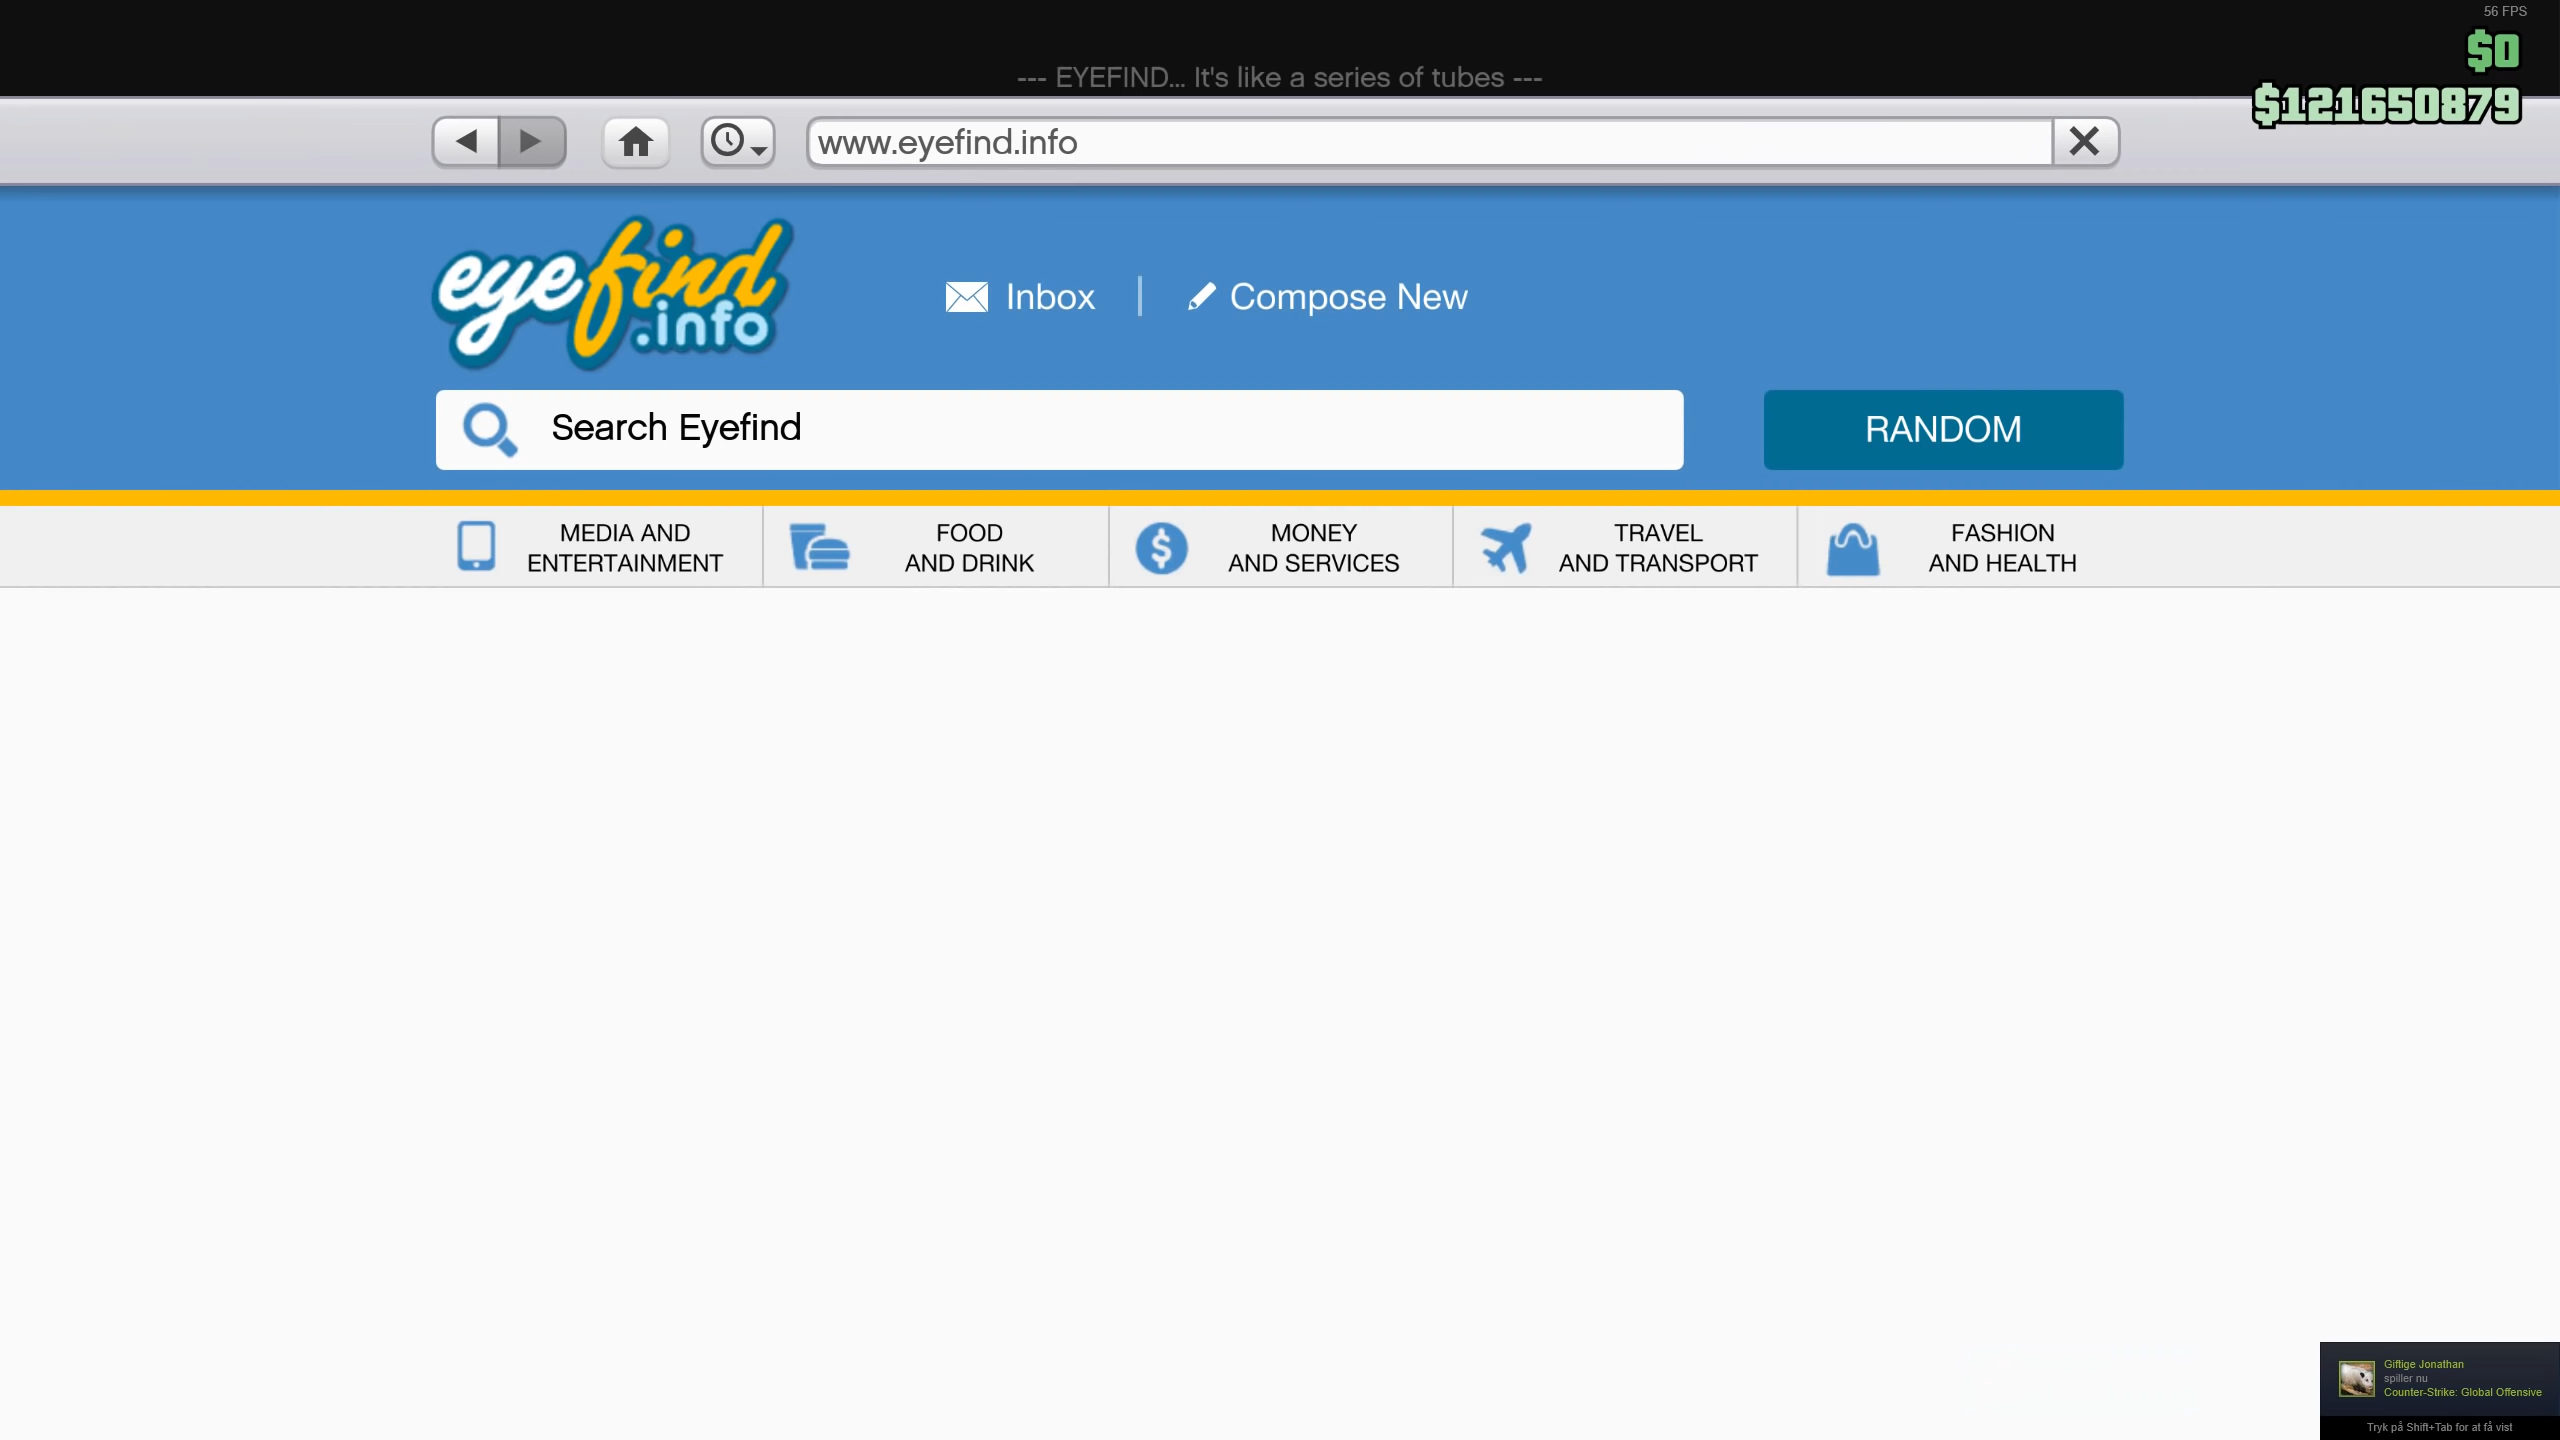 56 FPS
$0
--- EYEFIND... It's like a series of tubes ---
$121650879
www.eyefind.info
eyefind
.info
Inbox
Compose New
Search Eyefind
RANDOM
MEDIA AND
ENTERTAINMENT
FOOD
AND DRINK
MONEY
AND SERVICES
TRAVEL
AND TRANSPORT
FASHION
AND HEALTH
Giftige Jonathan
spiller nu
Counter-Strike: Global Offensive
Tryk på Shift+Tab for at få vist